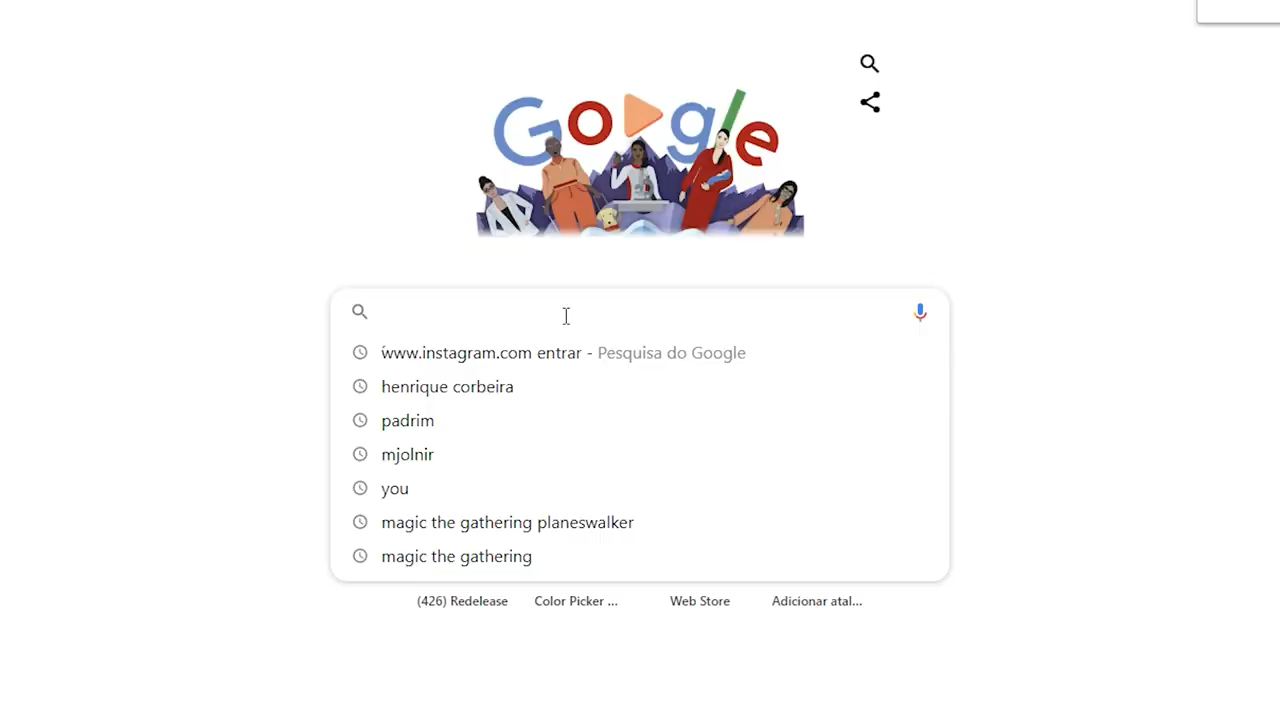 Google
www.instagram.com entrar - Pesquisa do Google
henrique corbeira
padrim
mjolnir
you
magic the gathering planeswalker
magic the gathering
(426) Redelease
Color Picker ...
Web Store
Adicionar atal...